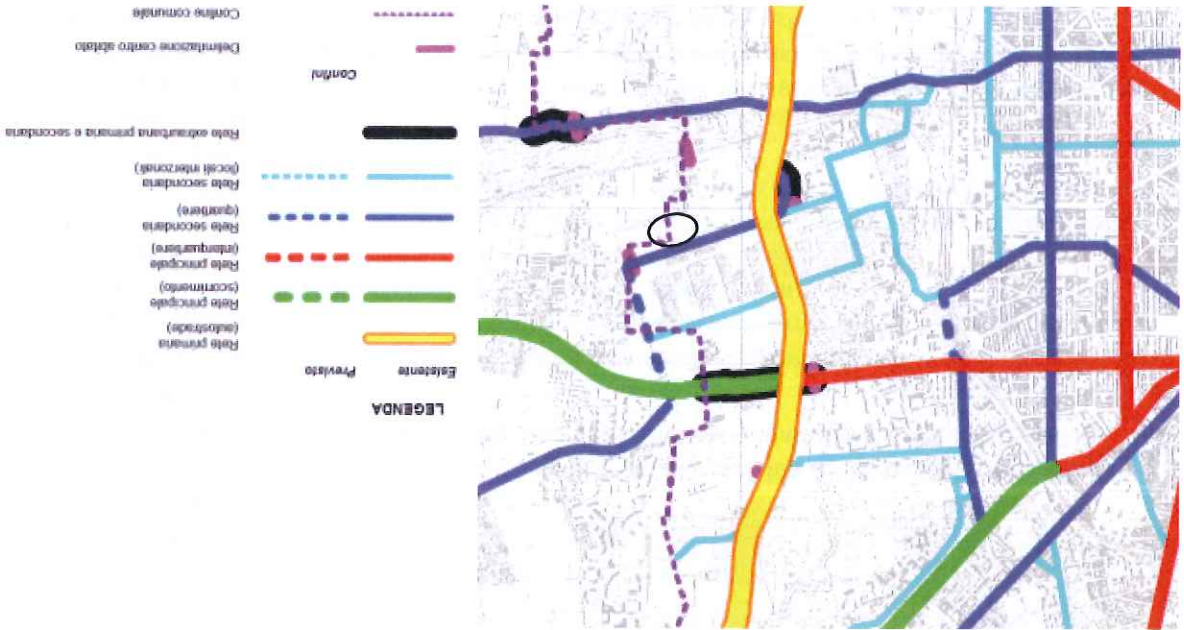 LEGENDA
Esistente Previsto
Rete primaria
(autostrade)
Rete principale
(scorrimento)
Rete principale
(interquartiere)
Rete secondaria
(quartiere)
Rete secondaria
(locali interzonali)
Rete extraurbana primaria e secondaria
Confini
Delimitazione centro abitato
Confine comunale